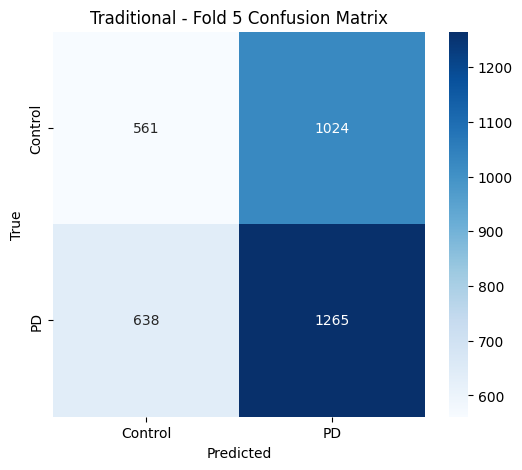 Traditional - Fold 5 Confusion Matrix
True
Control
PD
561
1024
638
1265
Control
PD
Predicted
1200
1100
1000
900
800
700
600